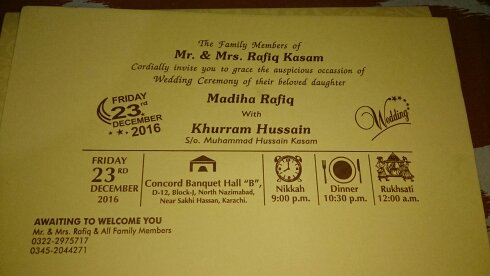 The Family Members of
Mr. & Mrs. Rafiq Kasam
Cordially invite you to grace the auspicious occassion of
Wedding Ceremony of their beloved daughter
Madiha Rafiq
With
Khurram Hussain
S/o. Muhammad Hussain Kasam
FRIDAY
23rd
DECEMBER
2016
Wedding
FRIDAY
23RD
DECEMBER
2016
Concord Banquet Hall "B",
D-12, Block-J, North Nazimabad,
Near Sakhi Hassan, Karachi.
Nikkah
9:00 p.m.
Dinner
10:30 p.m.
Rukhsati
12:00 a.m.
AWAITING TO WELCOME YOU
Mr. & Mrs. Rafiq & All Family Members
0322-2975717
0345-2044271